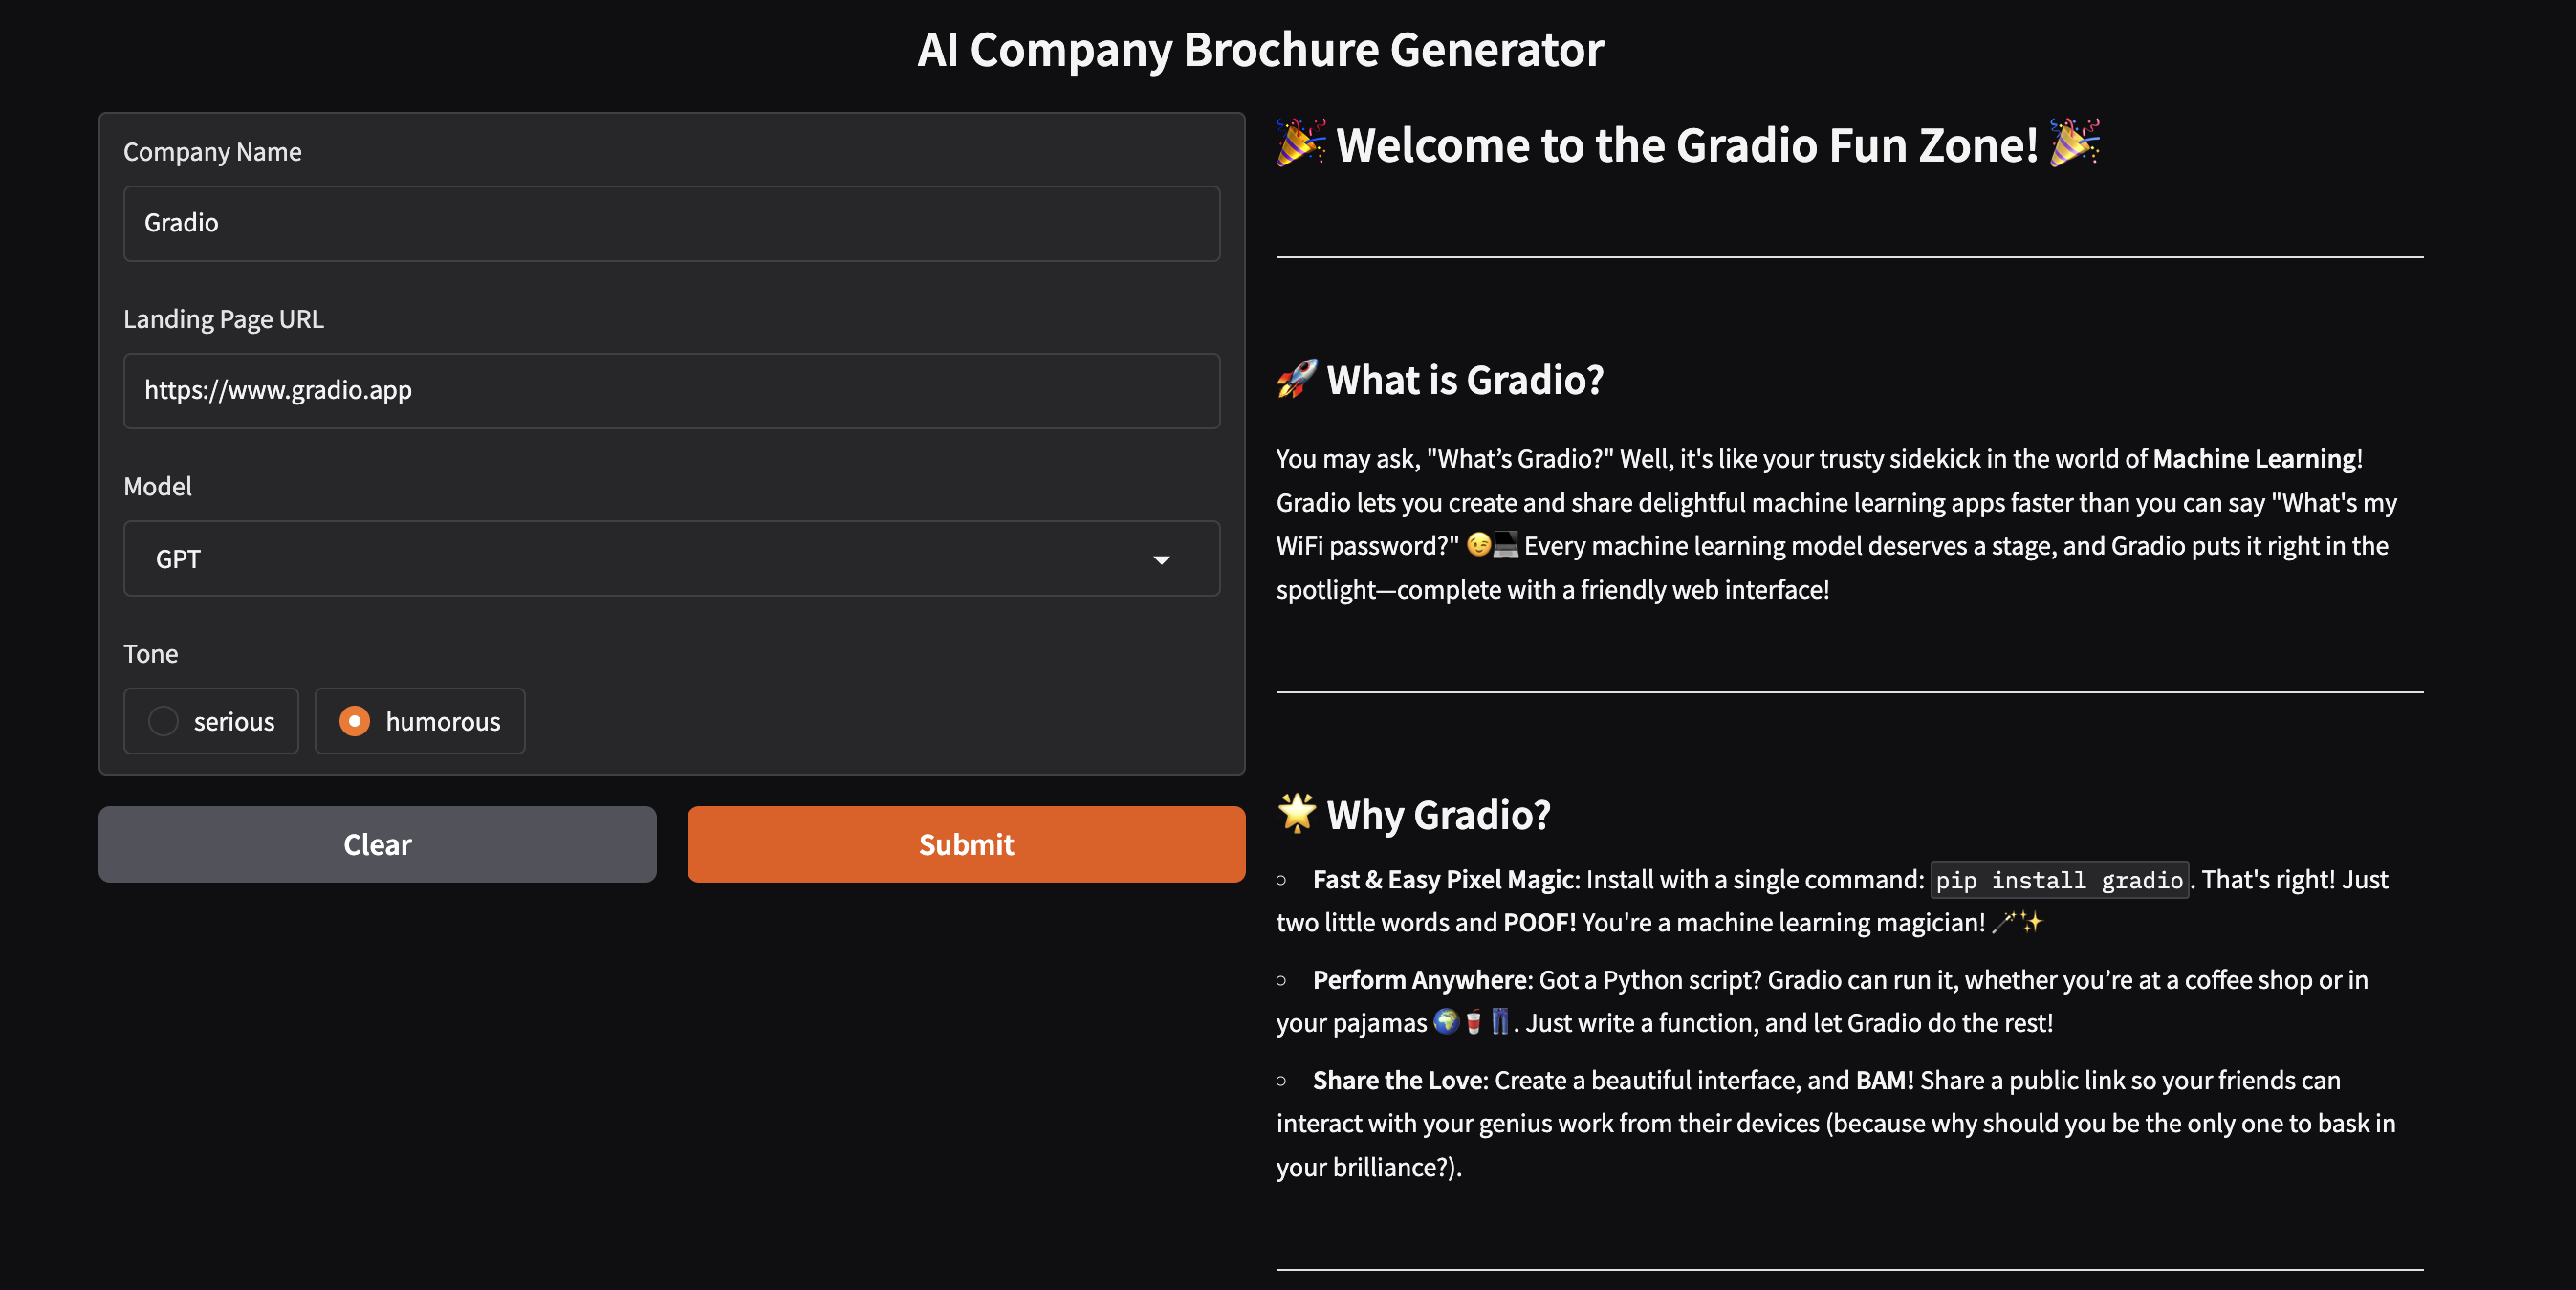 AI Company Brochure Generator
Company Name
Gradio
Landing Page URL
https://www.gradio.app
Model
GPT
Tone
serious
humorous
Clear
Submit
🎉 Welcome to the Gradio Fun Zone! 🎉
🚀 What is Gradio?
You may ask, "What’s Gradio?" Well, it's like your trusty sidekick in the world of Machine Learning!
Gradio lets you create and share delightful machine learning apps faster than you can say "What's my
WiFi password?" 😉💻 Every machine learning model deserves a stage, and Gradio puts it right in the
spotlight—complete with a friendly web interface!
🌟 Why Gradio?
Fast & Easy Pixel Magic: Install with a single command: pip install gradio. That's right! Just
two little words and POOF! You're a machine learning magician! 🪄✨
Perform Anywhere: Got a Python script? Gradio can run it, whether you’re at a coffee shop or in
your pajamas 🌍🥤👖. Just write a function, and let Gradio do the rest!
Share the Love: Create a beautiful interface, and BAM! Share a public link so your friends can
interact with your genius work from their devices (because why should you be the only one to bask in
your brilliance?).